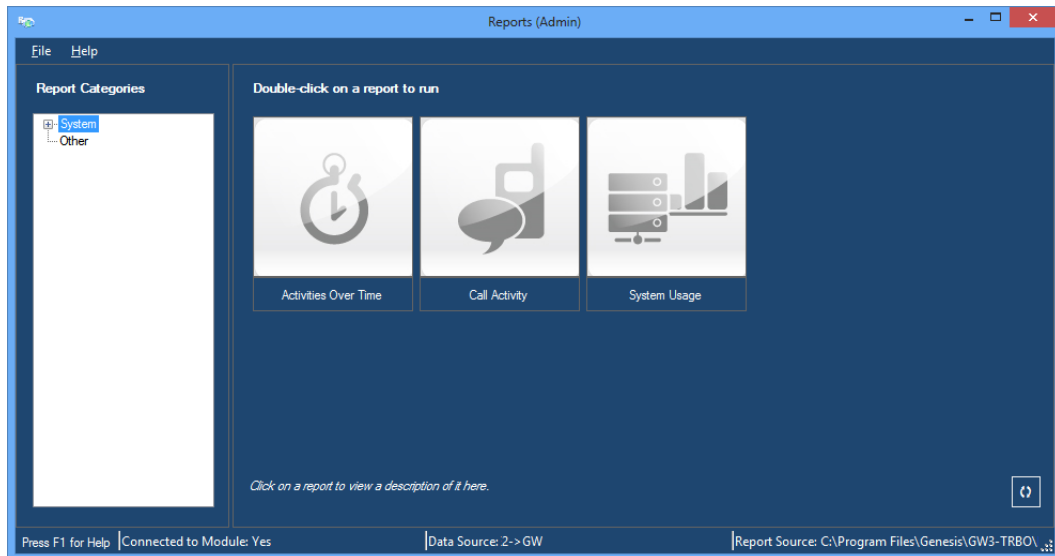 Reports (Admin)
File Help
Report Categories
Double-click on a report to run
System
Other
Activities Over Time
Call Activity
System Usage
Click on a report to view a description of it here.
Press F1 for Help
Connected to Module: Yes
Data Source: 2->GW
Report Source: C:\Program Files\Genesis\GW3-TRBO\